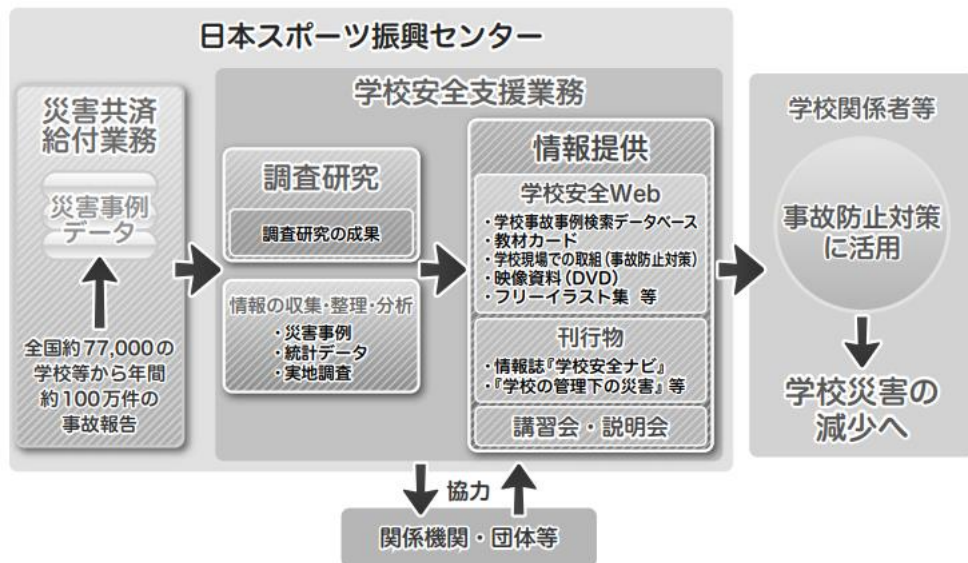 日本スポーツ振興センター
災害共済
給付業務
災害事例
データ
全国約77,000の
学校等から年間
約100万件の
事故報告
学校安全支援業務
調査研究
調査研究の成果
情報の収集・整理・分析
・災害事例
・統計データ
・実地調査
情報提供
学校安全Web
・学校事故事例検索データベース
・教材カード
・学校現場での取組(事故防止対策)
・映像資料(DVD)
・フリーイラスト集 等
刊行物
・情報誌『学校安全ナビ』
・『学校の管理下の災害』等
講習会・説明会
学校関係者等
事故防止対策
に活用
学校災害の
減少へ
協力
関係機関・団体等